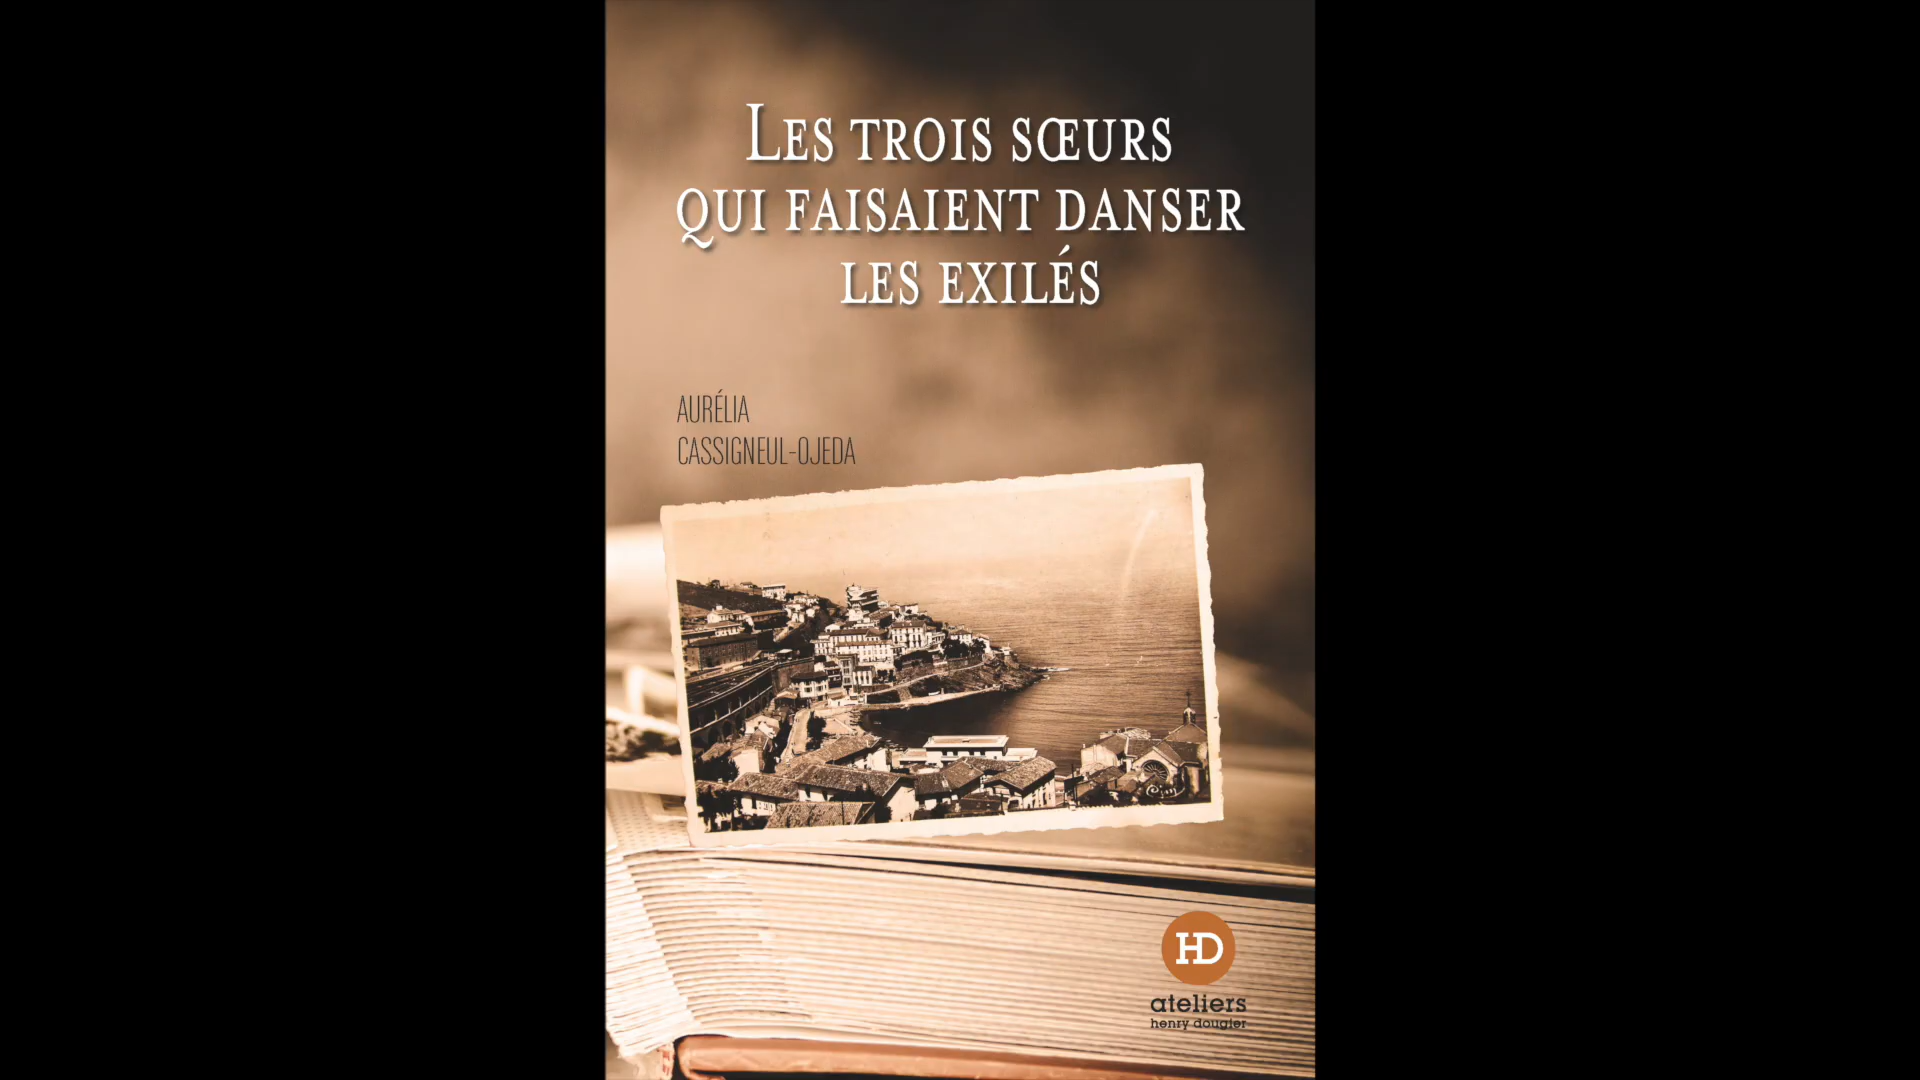 LES TROIS SŒURS
QUI FAISAIENT DANSER
LES EXILÉS
AURÉLIA
CASSIGNEUL-OJEDA
HD
ateliers
henry dougier